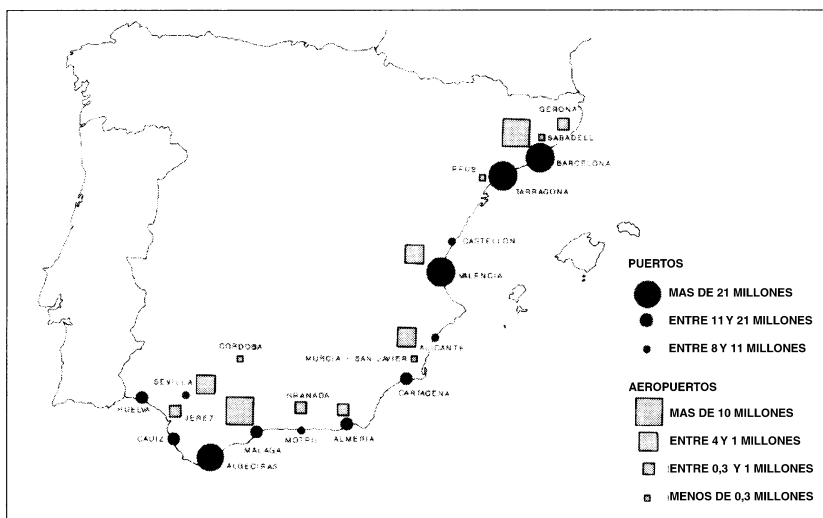 GERONA
SABADELL
BARCELONA
REUS
TARRAGONA
CASTELLON
VALENCIA
PUERTOS
MAS DE 21 MILLONES
ENTRE 11 Y 21 MILLONES
ENTRE 8 Y 11 MILLONES
CORDOBA
ALICANTE
MURCIA - SAN JAVIER
SEVILLA
GRANADA
CARTAGENA
AEROPUERTOS
HUELVA
JEREZ
MAS DE 10 MILLONES
CADIZ
MALAGA
MOTRIL
ALMERIA
ENTRE 4 Y 1 MILLONES
ALGECIRAS
ENTRE 0,3 Y 1 MILLONES
MENOS DE 0,3 MILLONES